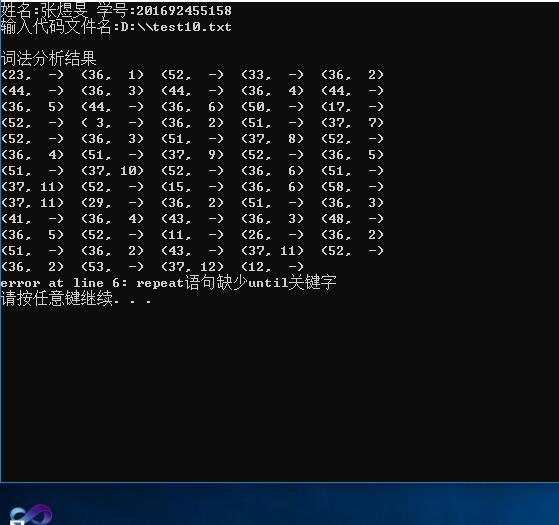 姓名:张煜旻 学号:201692455158
输入代码文件名:D:\\test10.txt
词法分析结果
(23, -) (36, 1) (52, -) (33, -) (36, 2)
(44, -) (36, 3) (44, -) (36, 4) (44, -)
(36, 5) (44, -) (36, 6) (50, -) (17, -)
(52, -) ( 3, -) (36, 2) (51, -) (37, 7)
(52, -) (36, 3) (51, -) (37, 8) (52, -)
(36, 4) (51, -) (37, 9) (52, -) (36, 5)
(51, -) (37, 10) (52, -) (36, 6) (51, -)
(37, 11) (52, -) (15, -) (36, 6) (58, -)
(37, 11) (29, -) (36, 2) (51, -) (36, 3)
(41, -) (36, 4) (43, -) (36, 3) (48, -)
(36, 5) (52, -) (11, -) (26, -) (36, 2)
(51, -) (36, 2) (43, -) (37, 11) (52, -)
(36, 2) (53, -) (37, 12) (12, -)
error at line 6: repeat语句缺少until关键字
请按任意键继续. . .